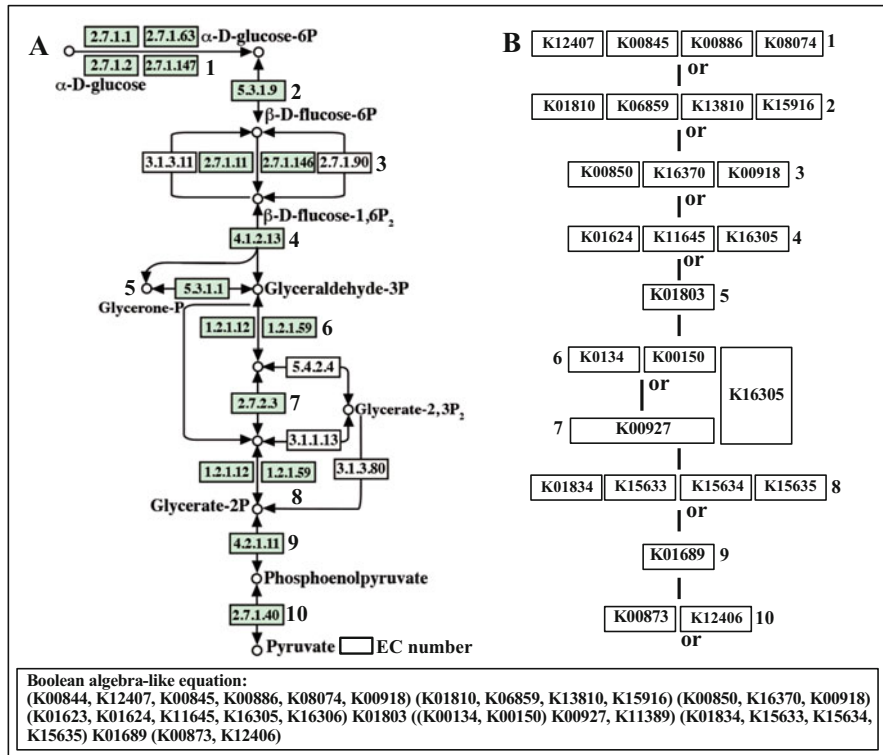 A
2.7.1.1 2.7.1.63 α-D-glucose-6P
2.7.1.2 2.7.1.147 1
α-D-glucose
5.3.1.9 2
β-D-flucose-6P
3.1.3.11 2.7.1.11 2.7.1.146 2.7.1.90 3
β-D-flucose-1,6P₂
4.1.2.13 4
5 5.3.1.1 Glyceraldehyde-3P
Glycerone-P
1.2.1.12 1.2.1.59 6
5.4.2.4
2.7.2.3 7
Glycerate-2,3P₂
3.1.1.13
1.2.1.12 1.2.1.59 3.1.3.80
8
Glycerate-2P
4.2.1.11 9
Phosphoenolpyruvate
2.7.1.40 10
Pyruvate EC number
B
K12407 K00845 K00886 K08074 1
or
K01810 K06859 K13810 K15916 2
or
K00850 K16370 K00918 3
or
K01624 K11645 K16305 4
or
K01803 5
6 K0134 K00150
or
K16305
7 K00927
K01834 K15633 K15634 K15635 8
or
K01689 9
K00873 K12406 10
or
Boolean algebra-like equation:
(K00844, K12407, K00845, K00886, K08074, K00918) (K01810, K06859, K13810, K15916) (K00850, K16370, K00918)
(K01623, K01624, K11645, K16305, K16306) K01803 ((K00134, K00150) K00927, K11389) (K01834, K15633, K15634,
K15635) K01689 (K00873, K12406)